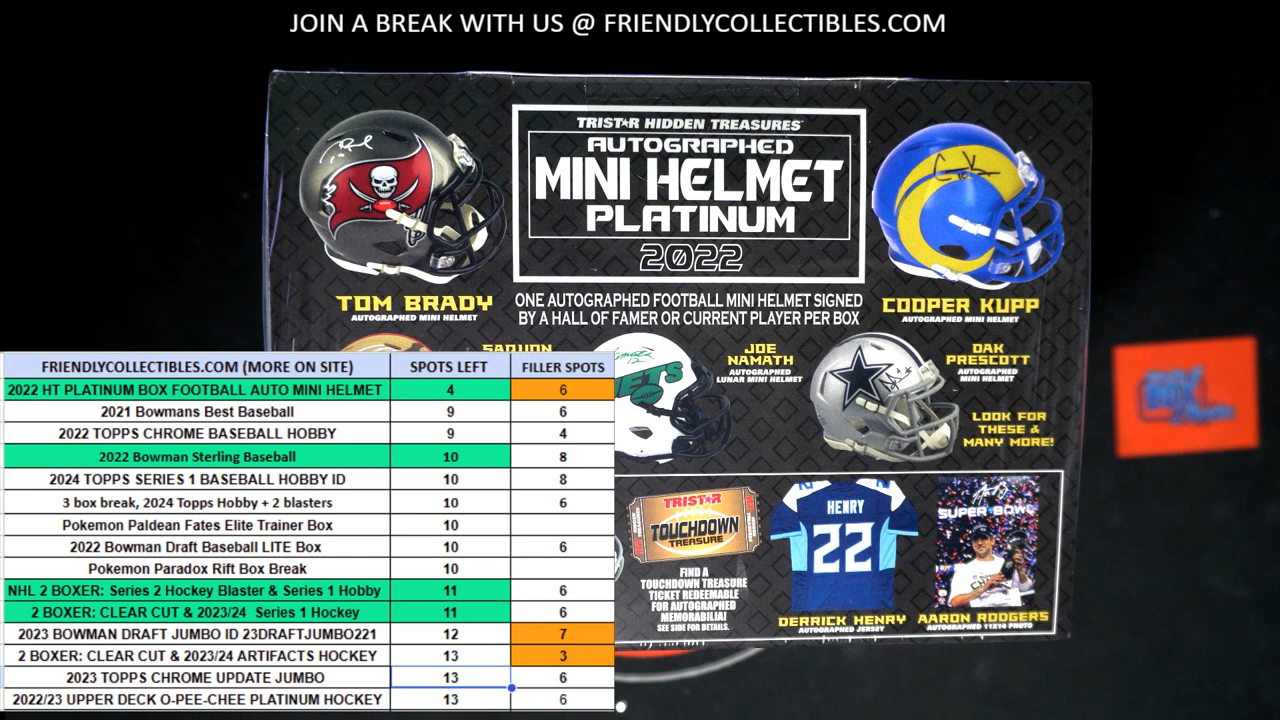 JOIN A BREAK WITH US @ FRIENDLYCOLLECTIBLES.COM
TRIST★R HIDDEN TREASURES
AUTOGRAPHED
MINI HELMET
PLATINUM
2022
TOM BRADY
AUTOGRAPHED MINI HELMET
ONE AUTOGRAPHED FOOTBALL MINI HELMET SIGNED
BY A HALL OF FAMER OR CURRENT PLAYER PER BOX
COOPER KUPP
AUTOGRAPHED MINI HELMET
SAQUON
JOE
NAMATH
AUTOGRAPHED
LUNAR MINI HELMET
DAK
PRESCOTT
AUTOGRAPHED
MINI HELMET
LOOK FOR
THESE &
MANY MORE!
TRIST★R
TOUCHDOWN
TREASURE
FIND A
TOUCHDOWN TREASURE
TICKET REDEEMABLE
FOR AUTOGRAPHED
MEMORABILIA!
SEE SIDE FOR DETAILS.
HENRY
22
DERRICK HENRY
AUTOGRAPHED JERSEY
SUPER BOWL
AARON RODGERS
AUTOGRAPHED 11X14 PHOTO
FRIENDLYCOLLECTIBLES.COM (MORE ON SITE) SPOTS LEFT FILLER SPOTS
2022 HT PLATINUM BOX FOOTBALL AUTO MINI HELMET 4 6
2021 Bowmans Best Baseball 9 6
2022 TOPPS CHROME BASEBALL HOBBY 9 4
2022 Bowman Sterling Baseball 10 8
2024 TOPPS SERIES 1 BASEBALL HOBBY ID 10 8
3 box break, 2024 Topps Hobby + 2 blasters 10 6
Pokemon Paldean Fates Elite Trainer Box 10
2022 Bowman Draft Baseball LITE Box 10 6
Pokemon Paradox Rift Box Break 10
NHL 2 BOXER: Series 2 Hockey Blaster & Series 1 Hobby 11 6
2 BOXER: CLEAR CUT & 2023/24 Series 1 Hockey 11 6
2023 BOWMAN DRAFT JUMBO ID 23DRAFTJUMBO221 12 7
2 BOXER: CLEAR CUT & 2023/24 ARTIFACTS HOCKEY 13 3
2023 TOPPS CHROME UPDATE JUMBO 13 6
2022/23 UPPER DECK O-PEE-CHEE PLATINUM HOCKEY 13 6